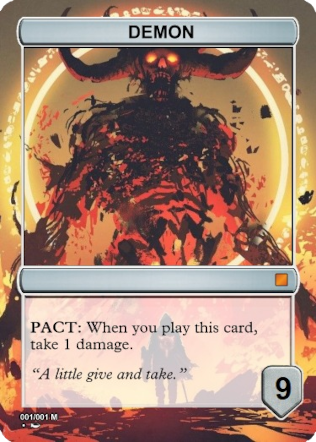 DEMON
PACT: When you play this card,
take 1 damage.
“A little give and take.”
9
001/001 M